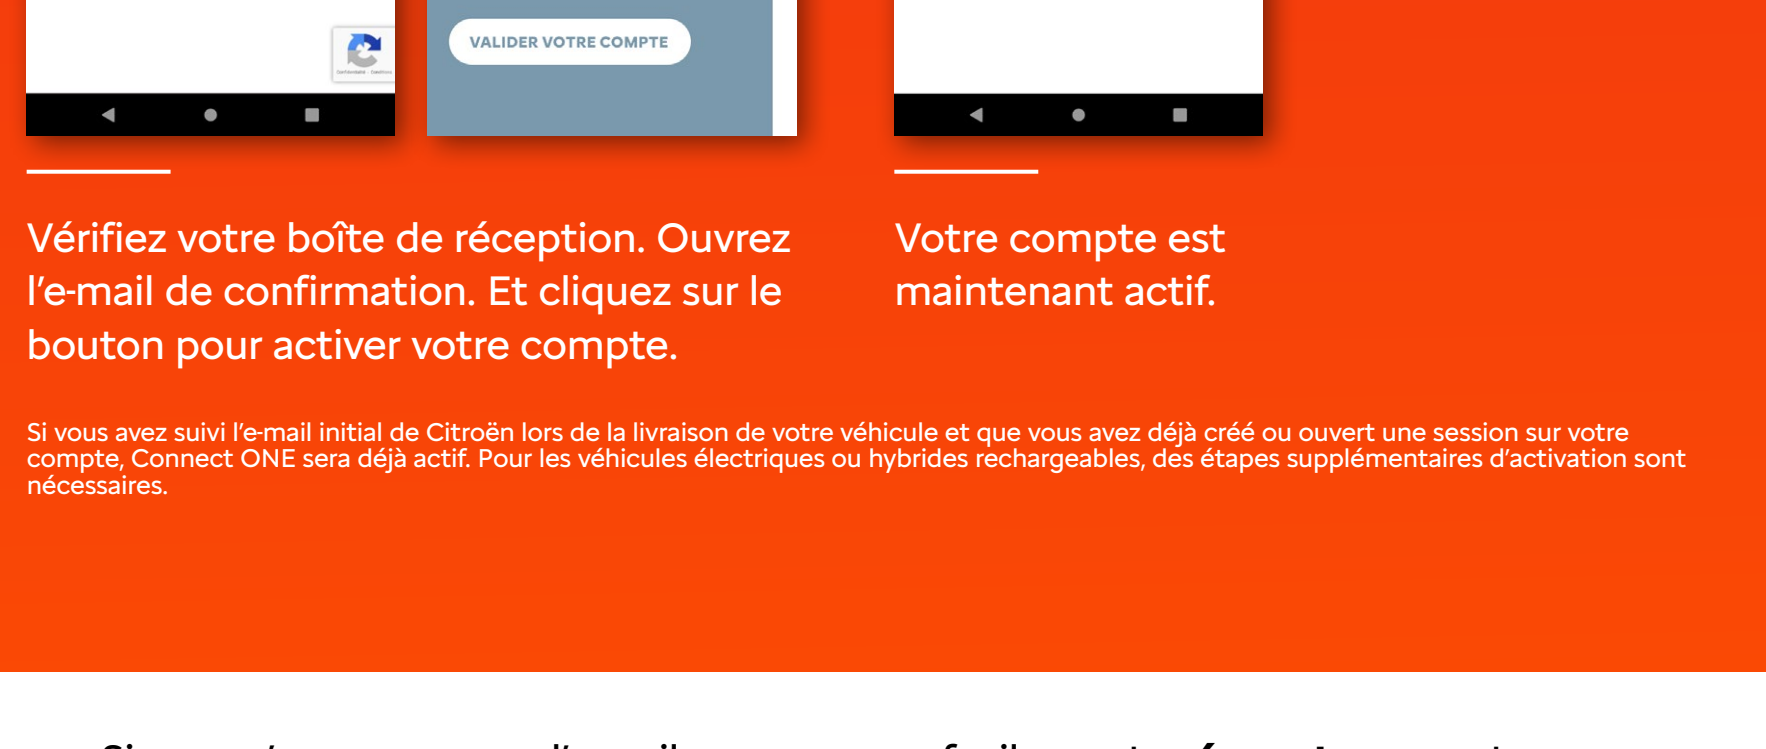 VALIDER VOTRE COMPTE
Vérifiez votre boîte de réception. Ouvrez
l'e-mail de confirmation. Et cliquez sur le
bouton pour activer votre compte.
Votre compte est
maintenant actif.
Si vous avez suivi l'e-mail initial de Citroën lors de la livraison de votre véhicule et que vous avez déjà créé ou ouvert une session sur votre
compte, Connect ONE sera déjà actif. Pour les véhicules électriques ou hybrides rechargeables, des étapes supplémentaires d'activation sont
nécessaires.